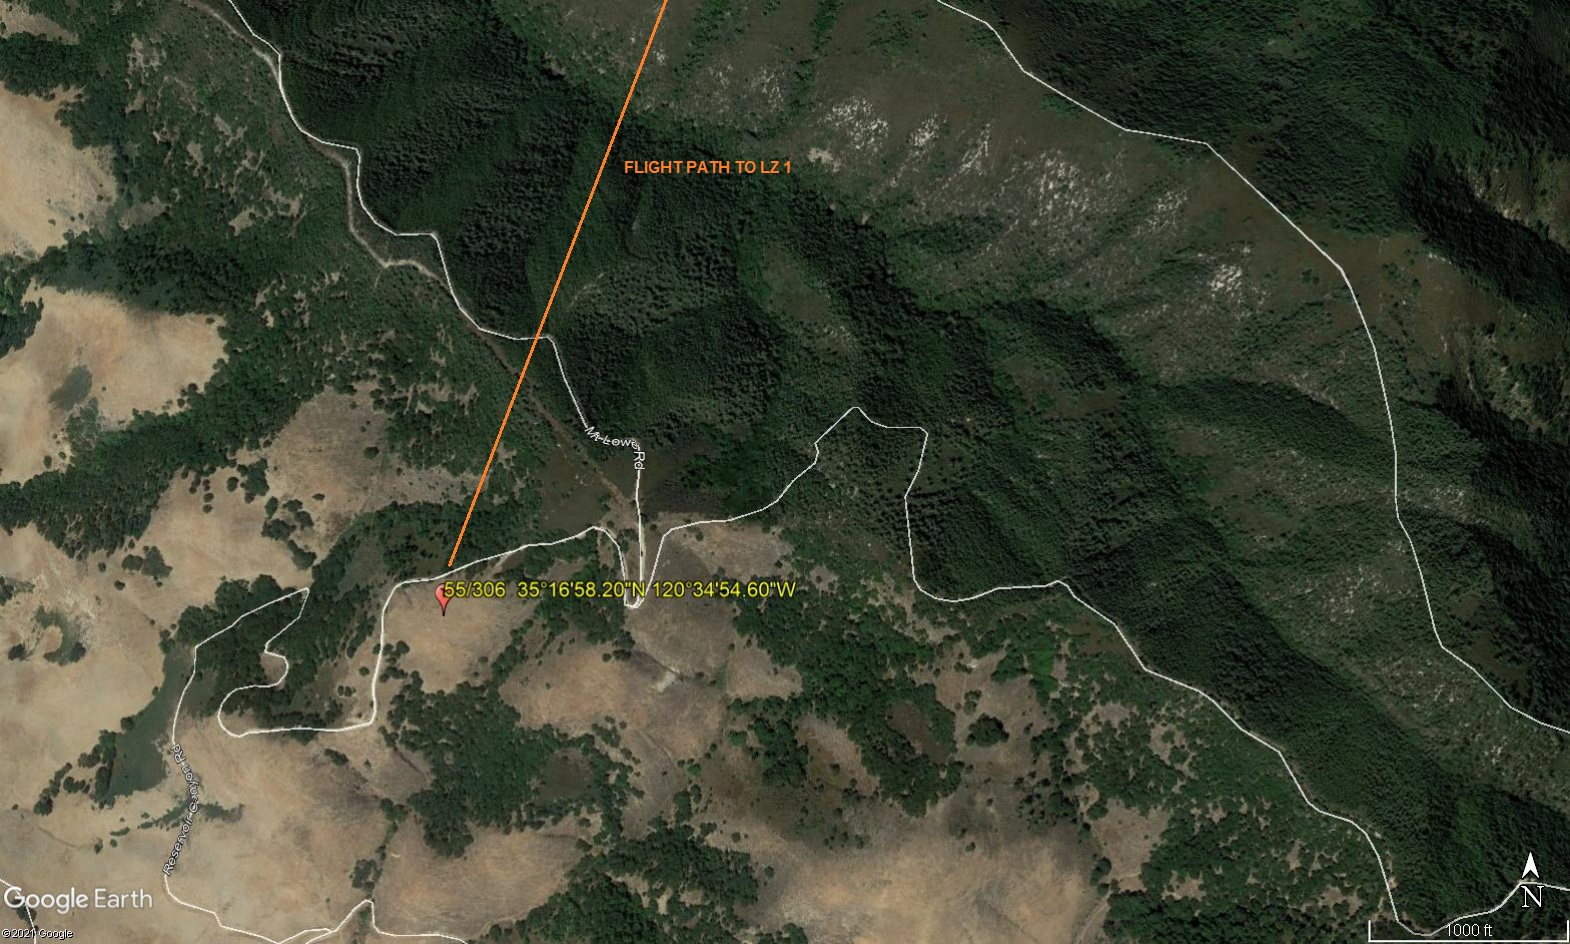 FLIGHT PATH TO LZ 1
Mt Lowe Rd
55/306 35°16'58.20"N 120°34'54.60"W
Reservoir Canyon Rd
Google Earth
N
©2021 Google
1000 ft